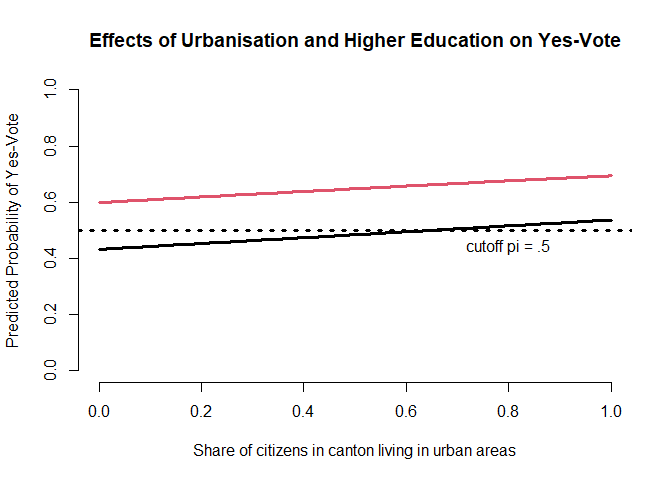 Effects of Urbanisation and Higher Education on Yes-Vote
Predicted Probability of Yes-Vote
1.0
0.8
0.6
0.4
0.2
0.0
cutoff pi = .5
0.0 0.2 0.4 0.6 0.8 1.0
Share of citizens in canton living in urban areas